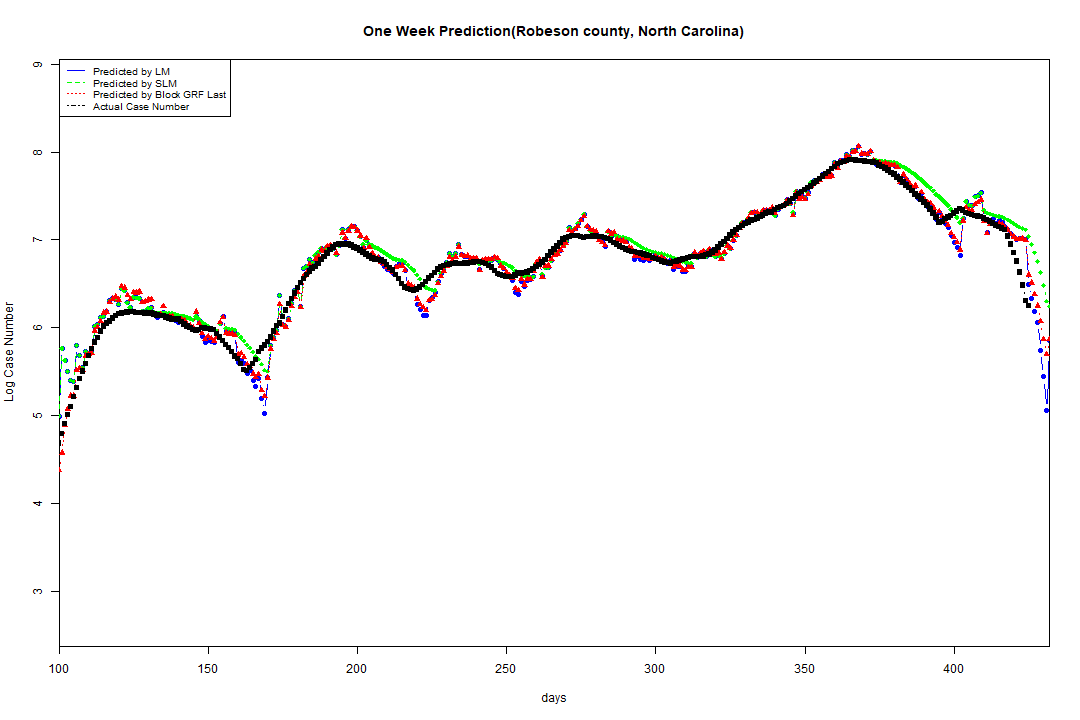 One Week Prediction(Robeson county, North Carolina)
Predicted by LM
Predicted by SLM
Predicted by Block GRF Last
Actual Case Number
Log Case Number
9
8
7
6
5
4
3
100 150 200 250 300 350 400
days